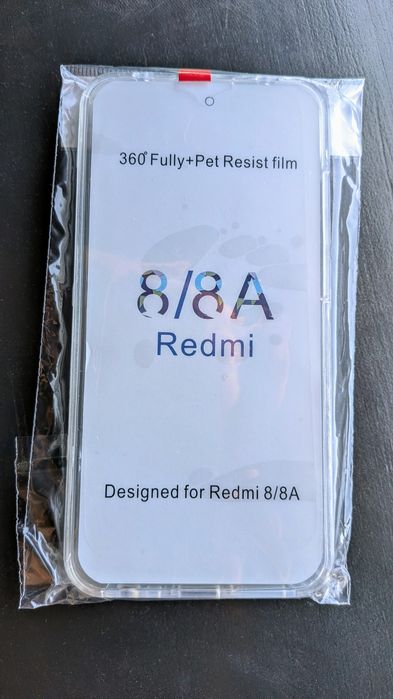 360° Fully+Pet Resist film
8/8A
Redmi
Designed for Redmi 8/8A